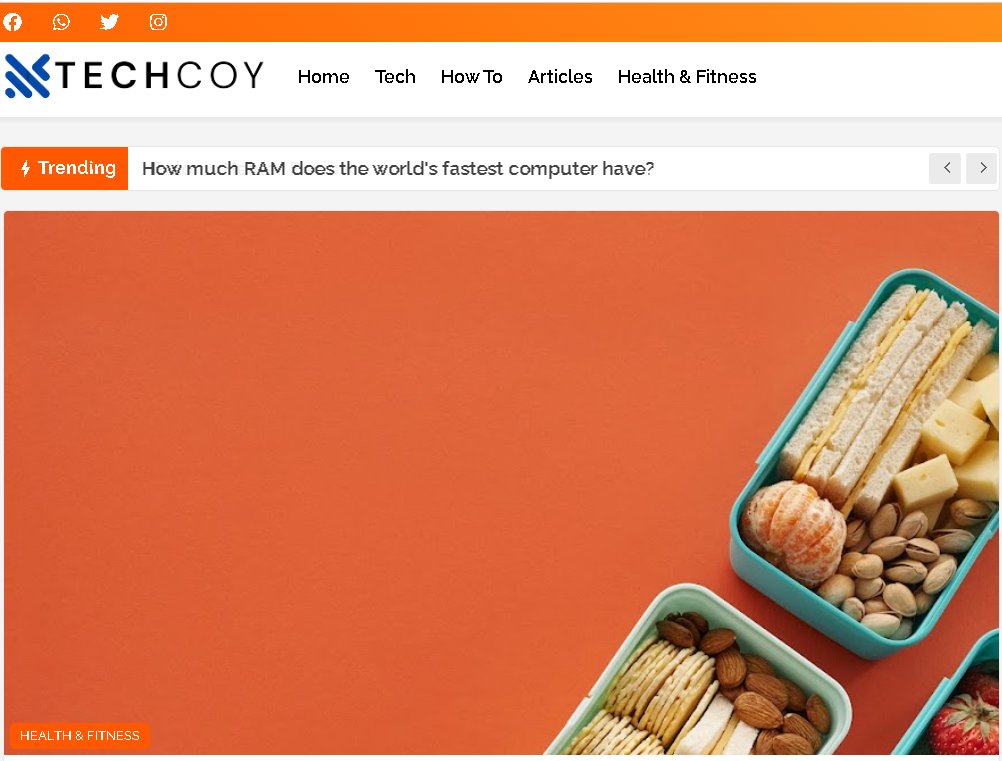 TECHCOY
Home Tech How To Articles Health & Fitness
Trending How much RAM does the world's fastest computer have?
HEALTH & FITNESS